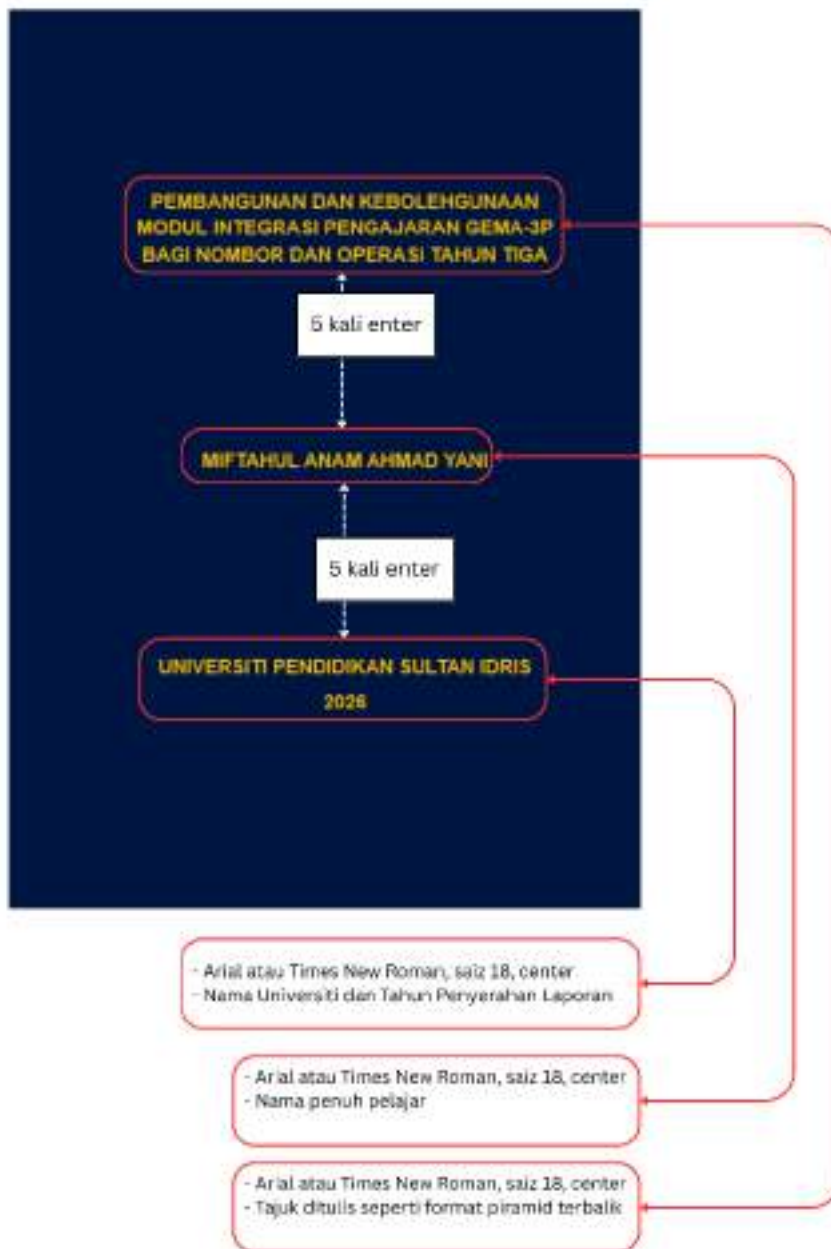 PEMBANGUNAN DAN KEBOLEHGUNAAN
MODUL INTEGRASI PENGAJARAN GEMA-3P
BAGI NOMBOR DAN OPERASI TAHUN TIGA
5 kali enter
MIFTAHUL ANAM AHMAD YANI
5 kali enter
UNIVERSITI PENDIDIKAN SULTAN IDRIS
2026
- Arial atau Times New Roman, saiz 18, center
- Nama Universiti dan Tahun Penyerahan Laporan
- Arial atau Times New Roman, saiz 18, center
- Nama penuh pelajar
- Arial atau Times New Roman, saiz 18, center
- Tajuk ditulis seperti format piramid terbalik